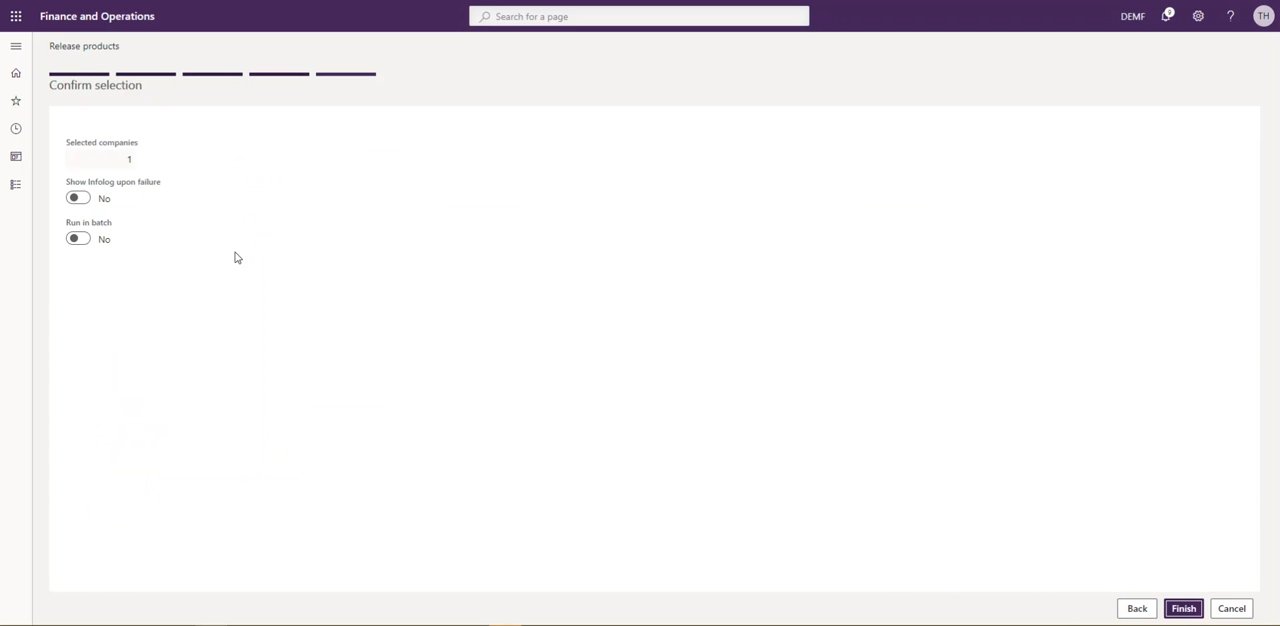 Finance and Operations
Search for a page
DEMF
9
?
TH
Release products
Confirm selection
Selected companies
1
Show Infolog upon failure
No
Run in batch
No
Back
Finish
Cancel